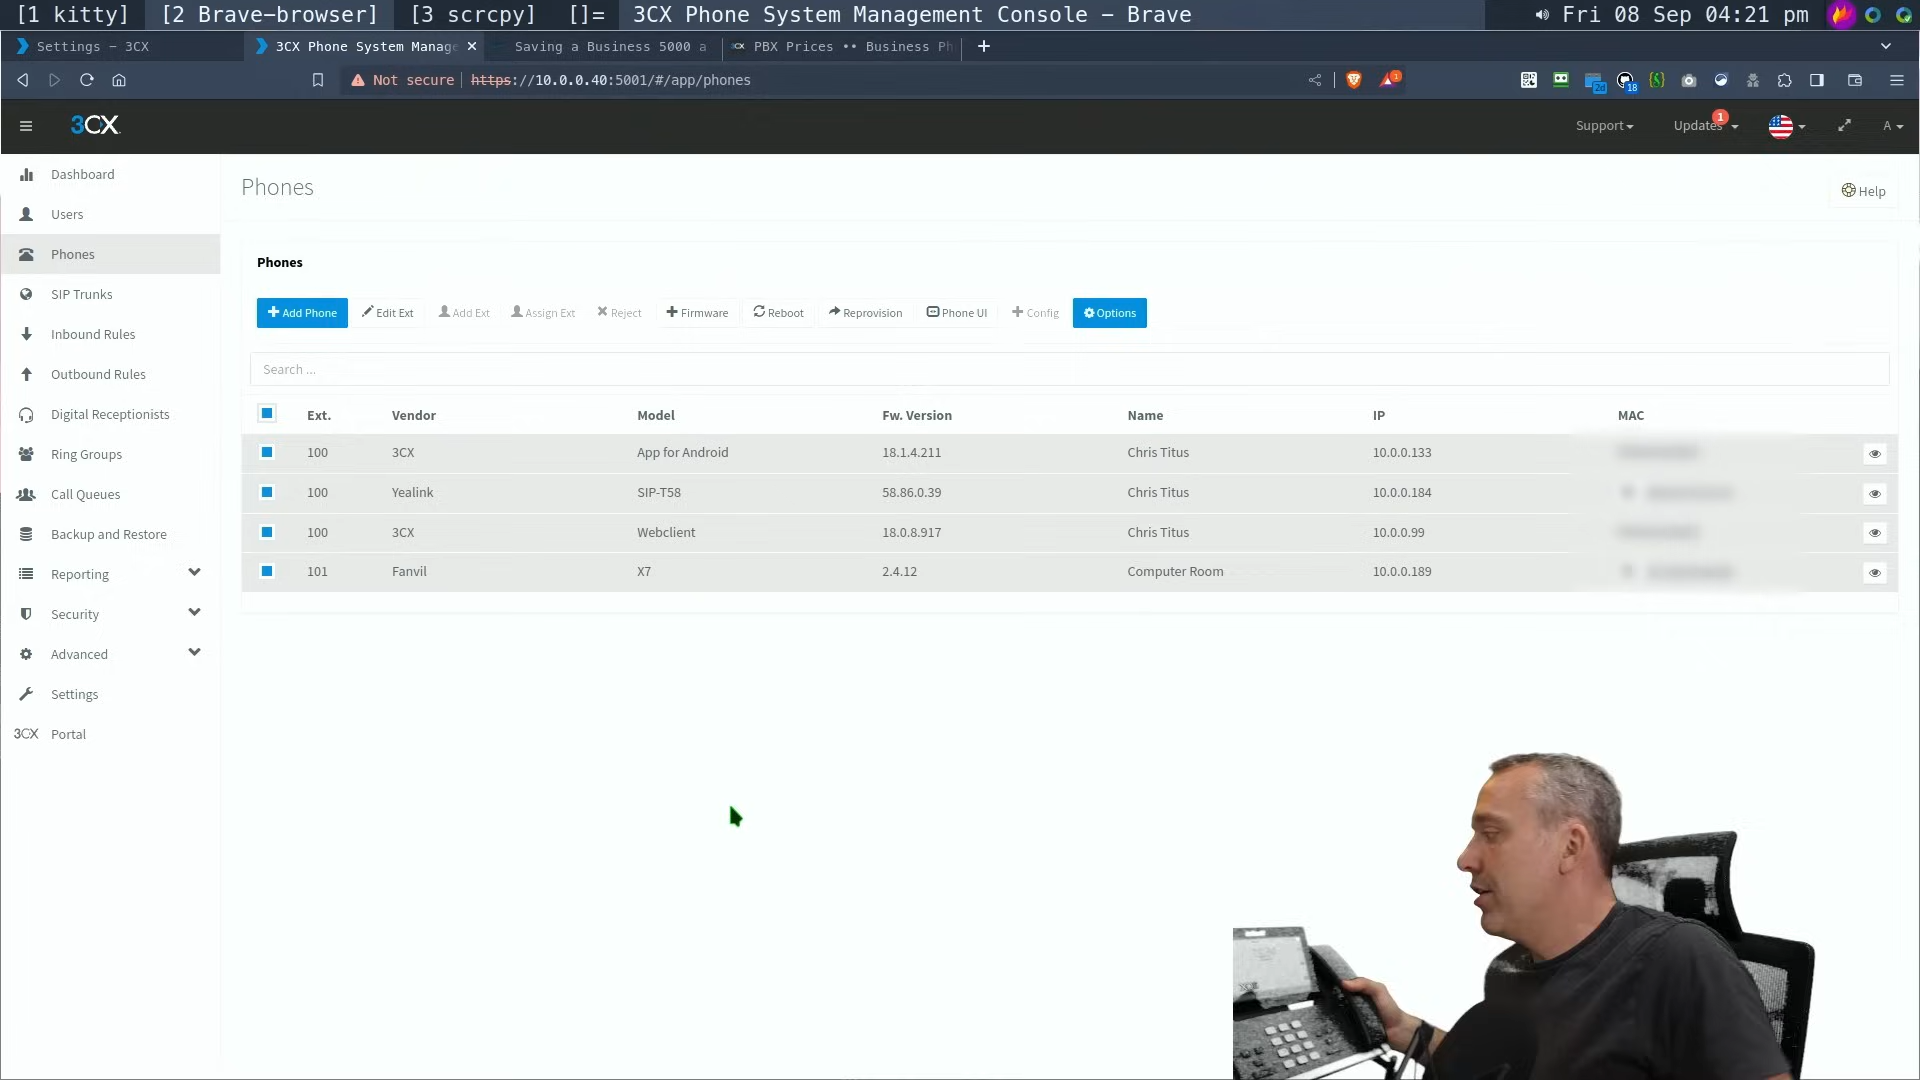 [1 kitty] [2 Brave-browser] [3 scrcpy] []= 3CX Phone System Management Console - Brave Fri 08 Sep 04:21 pm
Settings - 3CX 3CX Phone System Manage Saving a Business 5000 a PBX Prices •• Business Ph
Not secure https://10.0.0.40:5001/#/app/phones 1 2d 18
3CX Support Updates 1 A
Dashboard
Users
Phones
SIP Trunks
Inbound Rules
Outbound Rules
Digital Receptionists
Ring Groups
Call Queues
Backup and Restore
Reporting
Security
Advanced
Settings
3CX Portal
Phones Help
Phones
Add Phone Edit Ext Add Ext Assign Ext Reject Firmware Reboot Reprovision Phone UI Config Options
Search ...
Ext. Vendor Model Fw. Version Name IP MAC
100 3CX App for Android 18.1.4.211 Chris Titus 10.0.0.133
100 Yealink SIP-T58 58.86.0.39 Chris Titus 10.0.0.184
100 3CX Webclient 18.0.8.917 Chris Titus 10.0.0.99
101 Fanvil X7 2.4.12 Computer Room 10.0.0.189